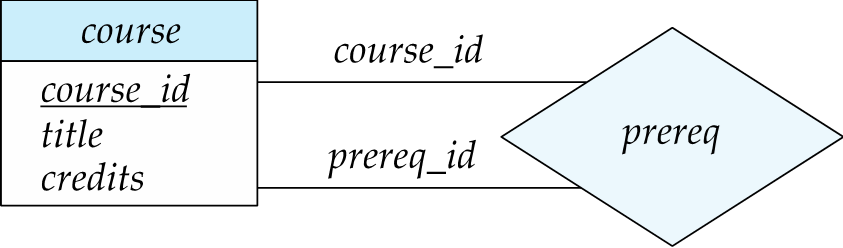 course
course_id
title
credits
course_id
prereq_id
prereq